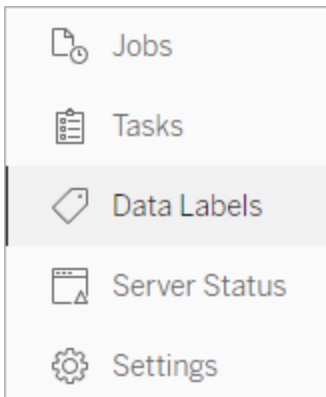 Jobs
Tasks
Data Labels
Server Status
Settings